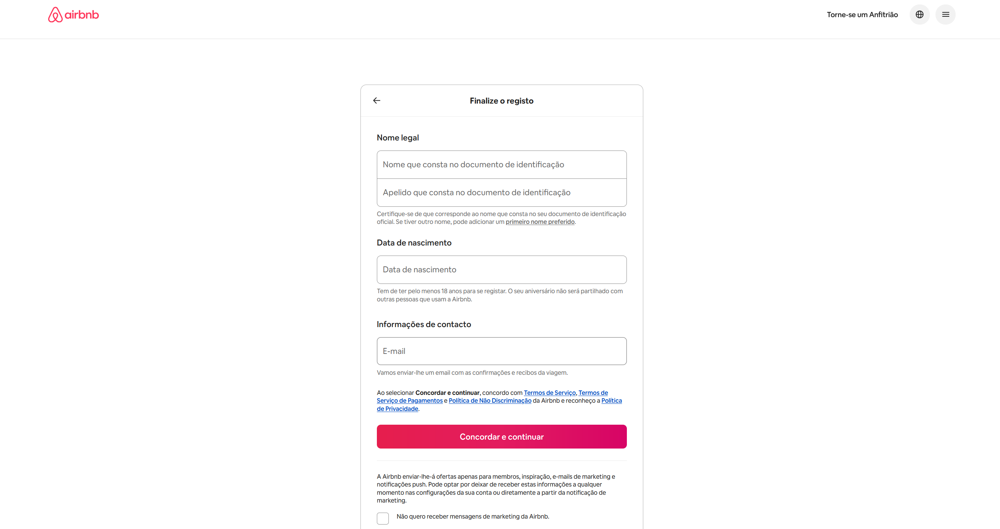 airbnb
Torne-se um Anfitrião
Finalize o registo
Nome legal
Nome que consta no documento de identificação
Apelido que consta no documento de identificação
Certifique-se de que corresponde ao nome que consta no seu documento de identificação
oficial. Se tiver outro nome, pode adicionar um primeiro nome preferido.
Data de nascimento
Data de nascimento
Tem de ter pelo menos 18 anos para se registar. O seu aniversário não será partilhado com
outras pessoas que usam a Airbnb.
Informações de contacto
E-mail
Vamos enviar-lhe um email com as confirmações e recibos da viagem.
Ao selecionar Concordar e continuar, concordo com Termos de Serviço, Termos de
Serviço de Pagamentos e Política de Não Discriminação da Airbnb e reconheço a Política
de Privacidade.
Concordar e continuar
A Airbnb enviar-lhe-á ofertas apenas para membros, inspiração, e-mails de marketing e
notificações push. Pode optar por deixar de receber estas informações a qualquer
momento nas configurações da sua conta ou diretamente a partir da notificação de
marketing.
Não quero receber mensagens de marketing da Airbnb.